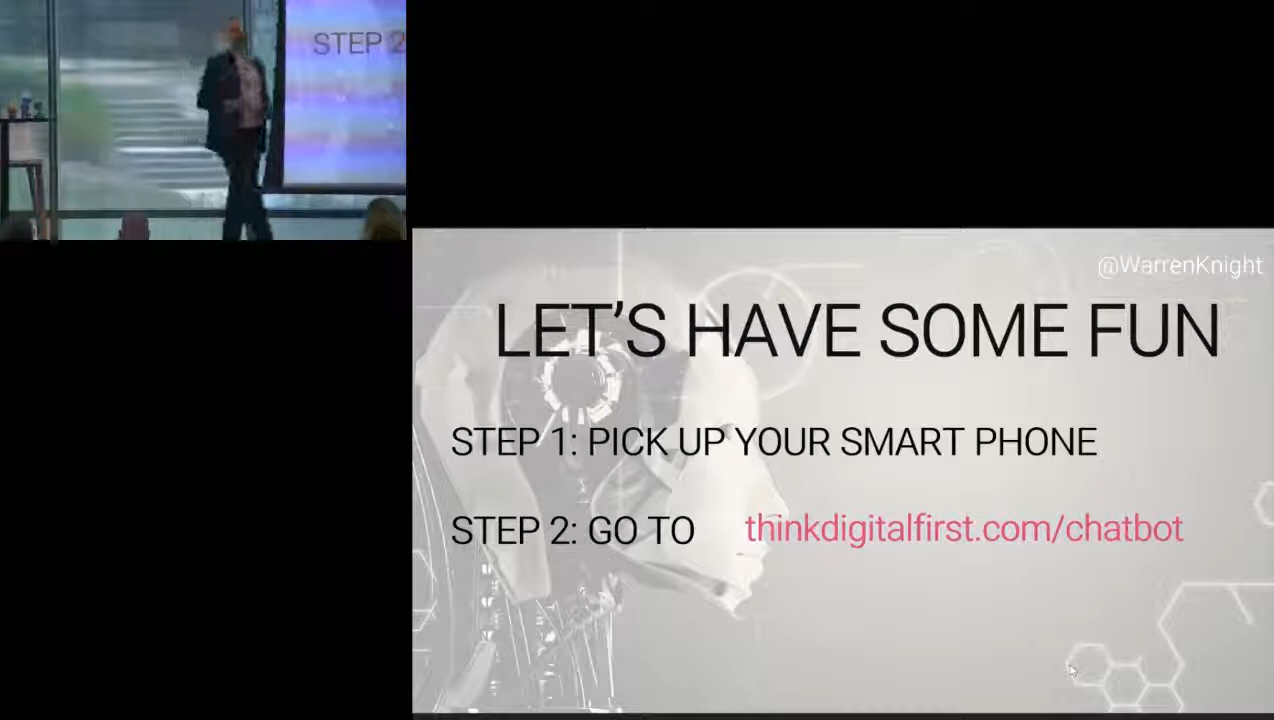 STEP 2
@WarrenKnight
LET'S HAVE SOME FUN
STEP 1: PICK UP YOUR SMART PHONE
STEP 2: GO TO thinkdigitalfirst.com/chatbot